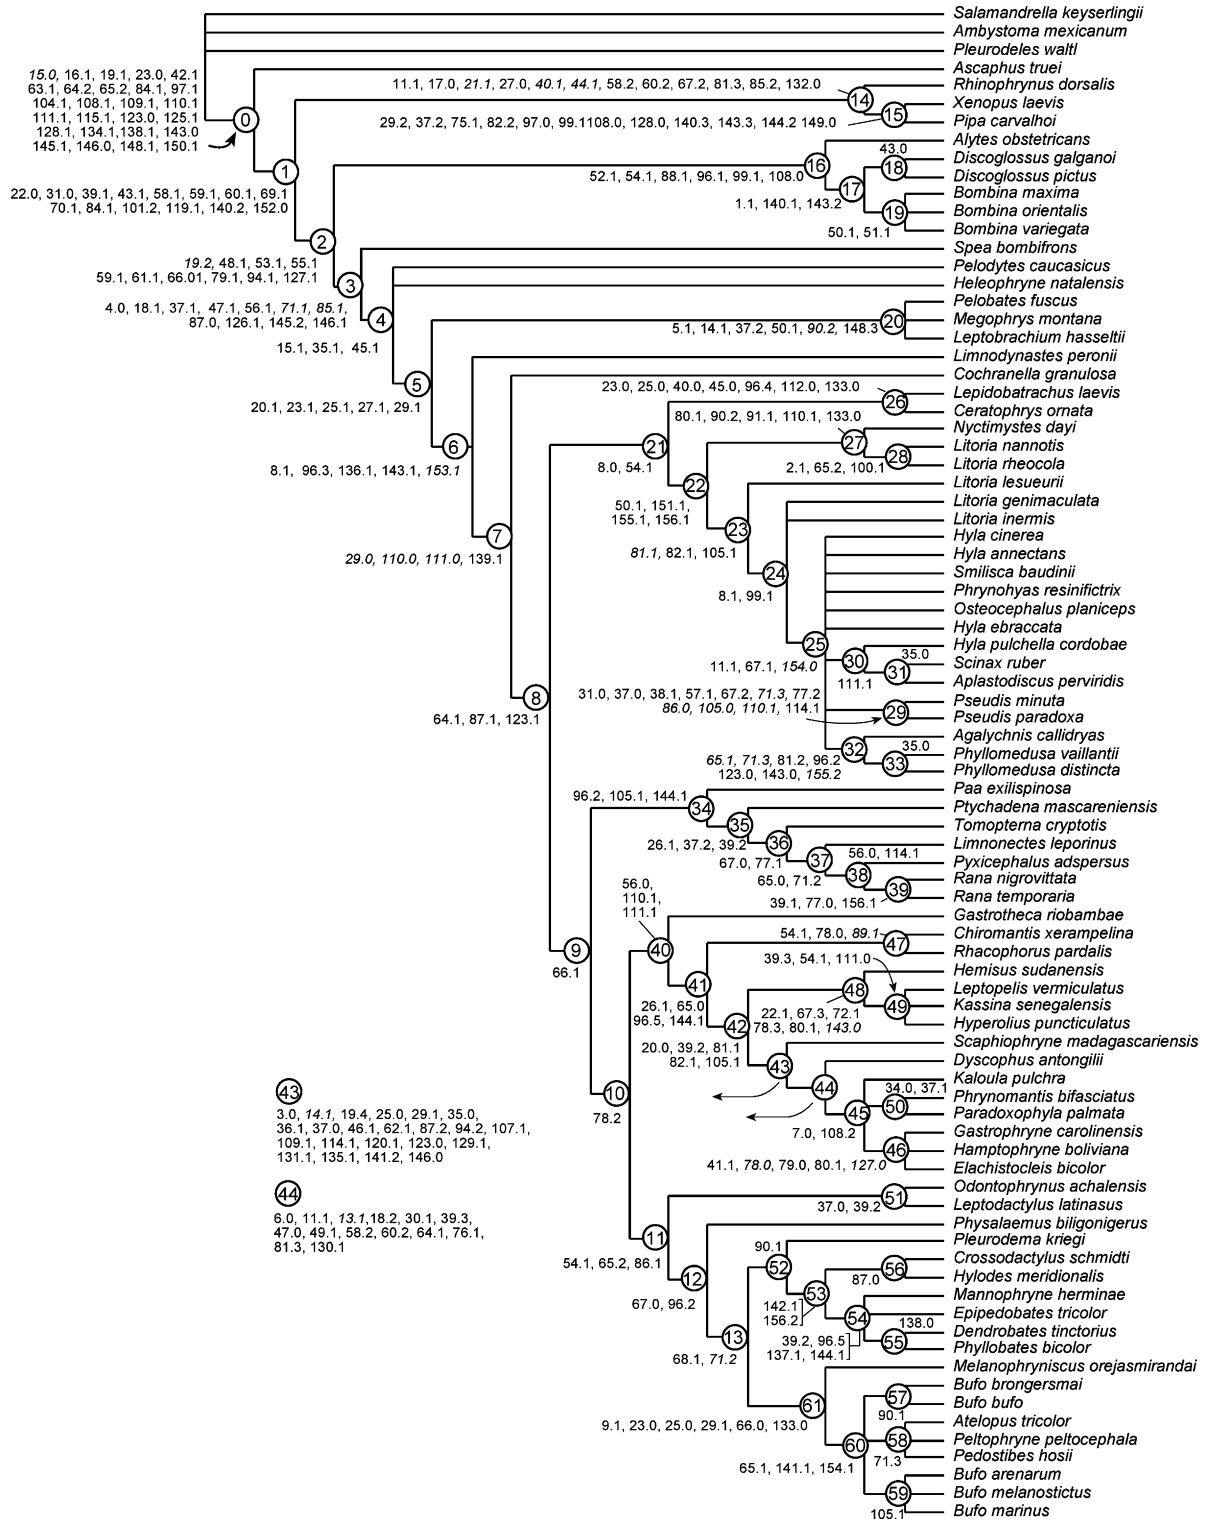 Salamandrella keyserlingii
Ambystoma mexicanum
Pleurodeles waltl
15.0, 16.1, 19.1, 23.0, 42.1
63.1, 64.2, 65.2, 84.1, 97.1
104.1, 108.1, 109.1, 110.1
111.1, 115.1, 123.0, 125.1
128.1, 134.1,138.1, 143.0
145.1, 146.0, 148.1, 150.1
0
Ascaphus truei
11.1, 17.0, 21.1, 27.0, 40.1, 44.1, 58.2, 60.2, 67.2, 81.3, 85.2, 132.0
14
Rhinophrynus dorsalis
Xenopus laevis
29.2, 37.2, 75.1, 82.2, 97.0, 99.1108.0, 128.0, 140.3, 143.3, 144.2 149.0
15
Pipa carvalhoi
1
22.0, 31.0, 39.1, 43.1, 58.1, 59.1, 60.1, 69.1
70.1, 84.1, 101.2, 119.1, 140.2, 152.0
Alytes obstetricans
16
52.1, 54.1, 88.1, 96.1, 99.1, 108.0
43.0
18
Discoglossus galganoi
Discoglossus pictus
17
1.1, 140.1, 143.2
Bombina maxima
19
Bombina orientalis
50.1, 51.1
Bombina variegata
2
19.2, 48.1, 53.1, 55.1
59.1, 61.1, 66.01, 79.1, 94.1, 127.1
Spea bombifrons
3
4.0, 18.1, 37.1, 47.1, 56.1, 71.1, 85.1,
87.0, 126.1, 145.2, 146.1
Pelodytes caucasicus
Heleophryne natalensis
4
15.1, 35.1, 45.1
Pelobates fuscus
5.1, 14.1, 37.2, 50.1, 90.2, 148.3
20
Megophrys montana
Leptobrachium hasseltii
5
20.1, 23.1, 25.1, 27.1, 29.1
Limnodynastes peronii
6
8.1, 96.3, 136.1, 143.1, 153.1
Cochranella granulosa
7
29.0, 110.0, 111.0, 139.1
23.0, 25.0, 40.0, 45.0, 96.4, 112.0, 133.0
26
Lepidobatrachus laevis
Ceratophrys ornata
80.1, 90.2, 91.1, 110.1, 133.0
21
8.0, 54.1
27
Nyctimystes dayi
28
Litoria nannotis
2.1, 65.2, 100.1
Litoria rheocola
22
50.1, 151.1,
155.1, 156.1
Litoria lesueurii
23
81.1, 82.1, 105.1
Litoria genimaculata
Litoria inermis
24
8.1, 99.1
Hyla cinerea
Hyla annectans
Smilisca baudinii
Phrynohyas resinifictrix
Osteocephalus planiceps
Hyla ebraccata
25
11.1, 67.1, 154.0
Hyla pulchella cordobae
30
111.1
35.0
31
Scinax ruber
Aplastodiscus perviridis
8
64.1, 87.1, 123.1
31.0, 37.0, 38.1, 57.1, 67.2, 71.3, 77.2
86.0, 105.0, 110.1, 114.1
29
Pseudis minuta
Pseudis paradoxa
Agalychnis callidryas
32
65.1, 71.3, 81.2, 96.2
123.0, 143.0, 155.2
35.0
33
Phyllomedusa vaillantii
Phyllomedusa distincta
96.2, 105.1, 144.1
34
Paa exilispinosa
35
26.1, 37.2, 39.2
Ptychadena mascareniensis
36
67.0, 77.1
Tomopterna cryptotis
37
65.0, 71.2
Limnonectes leporinus
56.0, 114.1
38
Pyxicephalus adspersus
39
Rana nigrovittata
39.1, 77.0, 156.1
Rana temporaria
9
66.1
56.0,
110.1,
111.1
40
Gastrotheca riobambae
54.1, 78.0, 89.1
47
Chiromantis xerampelina
Rhacophorus pardalis
41
26.1, 65.0
96.5, 144.1
39.3, 54.1, 111.0
48
22.1, 67.3, 72.1
78.3, 80.1, 143.0
Hemisus sudanensis
49
Leptopelis vermiculatus
Kassina senegalensis
Hyperolius puncticulatus
42
20.0, 39.2, 81.1
82.1, 105.1
Scaphiophryne madagascariensis
43
Dyscophus antongilii
44
Kaloula pulchra
34.0, 37.1
45
7.0, 108.2
50
Phrynomantis bifasciatus
Paradoxophyla palmata
Gastrophryne carolinensis
46
Hamptophryne boliviana
41.1, 78.0, 79.0, 80.1, 127.0
Elachistocleis bicolor
10
78.2
43
3.0, 14.1, 19.4, 25.0, 29.1, 35.0,
36.1, 37.0, 46.1, 62.1, 87.2, 94.2, 107.1,
109.1, 114.1, 120.1, 123.0, 129.1,
131.1, 135.1, 141.2, 146.0
44
6.0, 11.1, 13.1,18.2, 30.1, 39.3,
47.0, 49.1, 58.2, 60.2, 64.1, 76.1,
81.3, 130.1
Odontophrynus achalensis
51
37.0, 39.2
Leptodactylus latinasus
11
54.1, 65.2, 86.1
Physalaemus biligonigerus
12
67.0, 96.2
90.1
52
Pleurodema kriegi
Crossodactylus schmidti
56
87.0
Hylodes meridionalis
53
142.1
156.2
Mannophryne herminae
54
39.2, 96.5
137.1, 144.1
Epipedobates tricolor
138.0
55
Dendrobates tinctorius
Phyllobates bicolor
13
68.1, 71.2
Melanophryniscus orejasmirandai
61
9.1, 23.0, 25.0, 29.1, 66.0, 133.0
Bufo brongersmai
57
90.1
Bufo bufo
60
65.1, 141.1, 154.1
Atelopus tricolor
58
Peltophryne peltocephala
71.3
Pedostibes hosii
Bufo arenarum
59
Bufo melanostictus
105.1
Bufo marinus